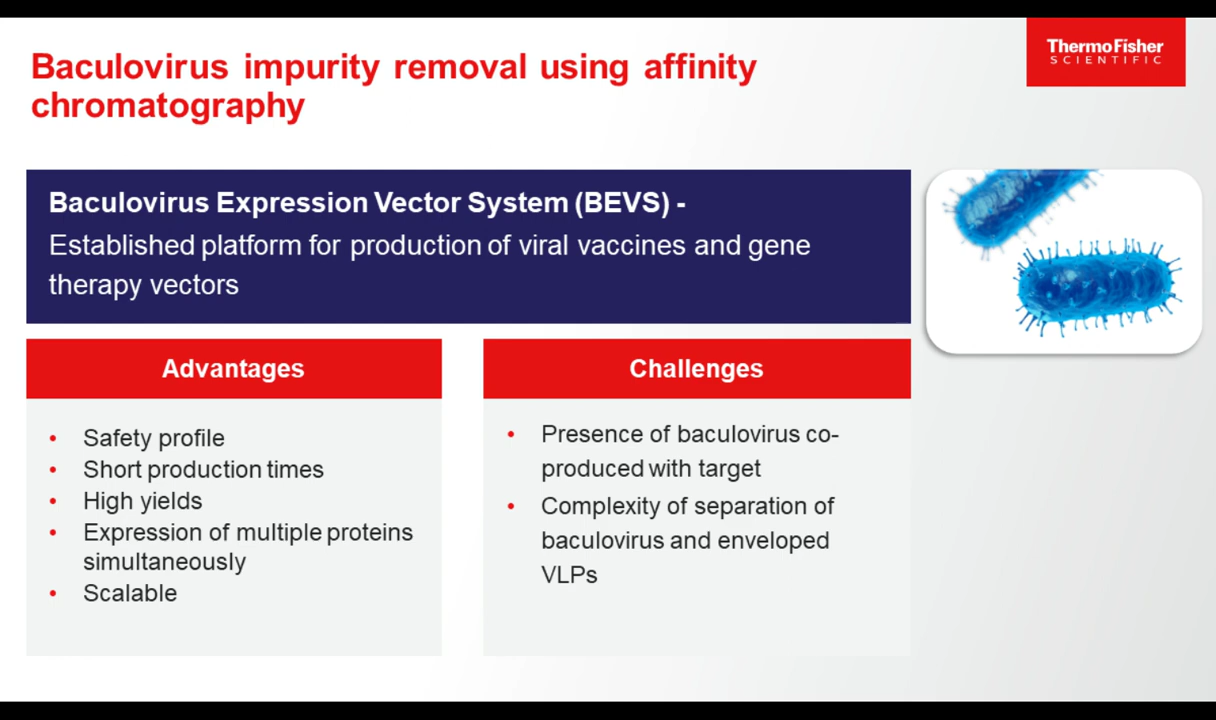 Baculovirus impurity removal using affinity
chromatography
ThermoFisher
SCIENTIFIC
Baculovirus Expression Vector System (BEVS) -
Established platform for production of viral vaccines and gene
therapy vectors
Advantages
• Safety profile
• Short production times
• High yields
• Expression of multiple proteins
simultaneously
• Scalable
Challenges
• Presence of baculovirus co-
produced with target
• Complexity of separation of
baculovirus and enveloped
VLPs